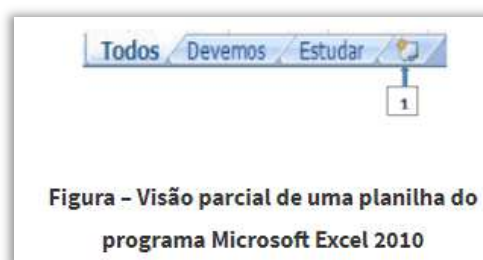 Todos Devemos Estudar
1
Figura – Visão parcial de uma planilha do
programa Microsoft Excel 2010